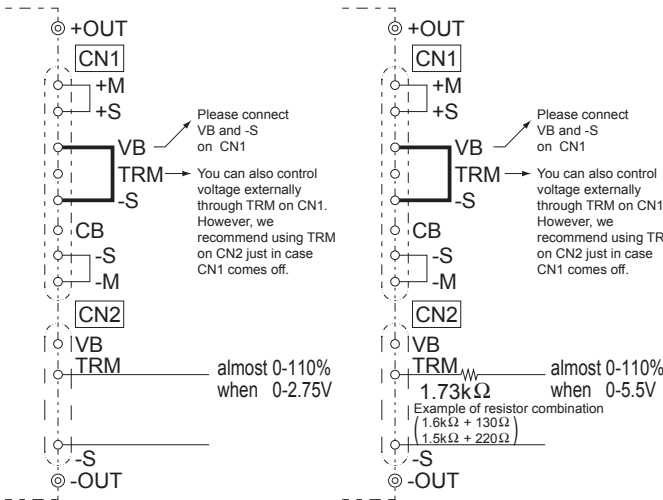 +OUT
CN1
+M
+S
Please connect
VB and -S
on CN1
VB
TRM
You can also control
voltage externally
through TRM on CN1.
However, we
recommend using TRM
on CN2 just in case
CN1 comes off.
-S
CB
-S
-M
CN2
VB
TRM
almost 0-110%
when 0-2.75V
-S
-OUT
+OUT
CN1
+M
+S
Please connect
VB and -S
on CN1
VB
TRM
You can also control
voltage externally
through TRM on CN1
However, we
recommend using TR
on CN2 just in case
CN1 comes off.
-S
CB
-S
-M
CN2
VB
TRM
1.73kΩ
almost 0-110%
when 0-5.5V
Example of resistor combination
(1.6kΩ + 130Ω
1.5kΩ + 220Ω)
-S
-OUT